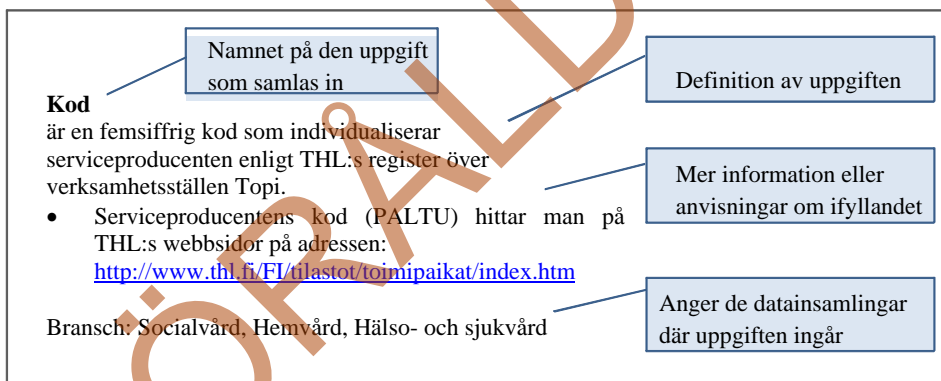 Namnet på den uppgift
som samlas in
Definition av uppgiften
Kod
är en femsiffrig kod som individualiserar
serviceproducenten enligt THL:s register över
verksamhetsställen Topi.
Mer information eller
anvisningar om ifyllandet
• Serviceproducentens kod (PALTU) hittar man på
THL:s webbsidor på adressen:
http://www.thl.fi/FI/tilastot/toimipaikat/index.htm
Anger de datainsamlingar
där uppgiften ingår
Bransch: Socialvård, Hemvård, Hälso- och sjukvård
ÖRÅLD